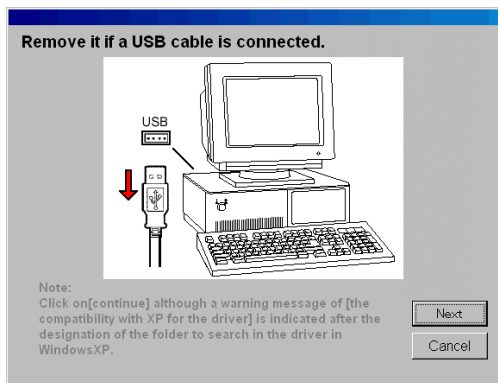 Remove it if a USB cable is connected.
USB
Note:
Click on[continue] although a warning message of [the
compatibility with XP for the driver] is indicated after the
designation of the folder to search in the driver in
WindowsXP.
Next
Cancel